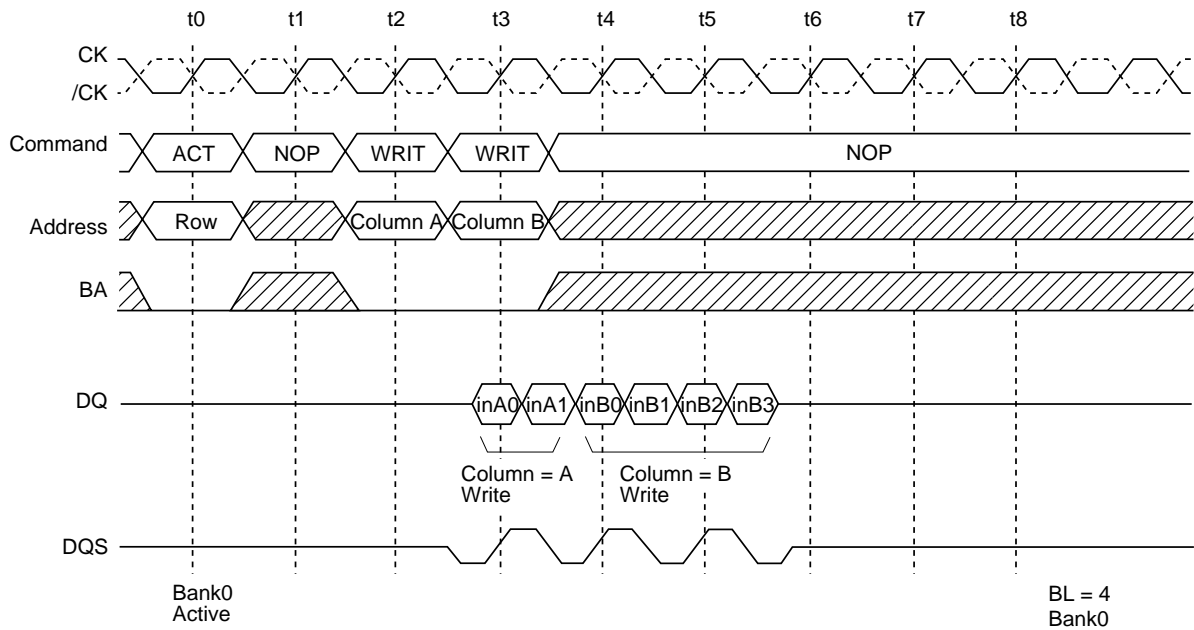 t0 t1 t2 t3 t4 t5 t6 t7 t8
CK
/CK
Command ACT NOP WRIT WRIT NOP
Address Row Column A Column B
BA
DQ inA0 inA1 inB0 inB1 inB2 inB3
Column = A Column = B
Write Write
DQS
Bank0 BL = 4
Active Bank0